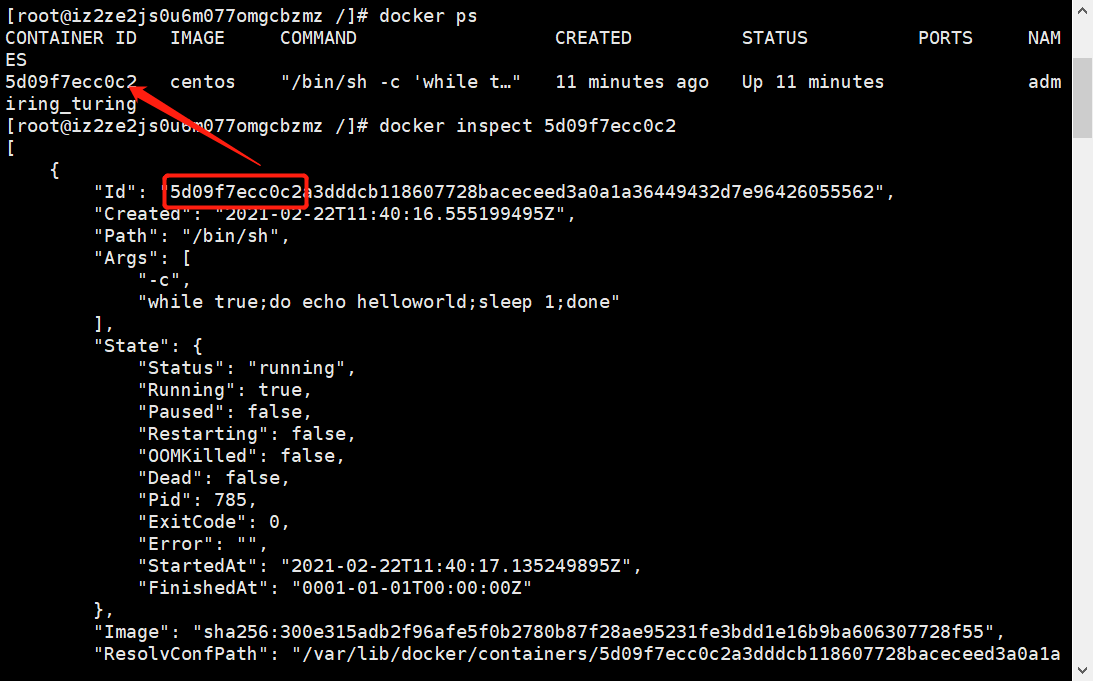 [root@iz2ze2js0u6m077omgcbzmz /]# docker ps
CONTAINER ID   IMAGE     COMMAND                  CREATED          STATUS          PORTS     NAM
ES
5d09f7ecc0c2   centos    "/bin/sh -c 'while t…"   11 minutes ago   Up 11 minutes             adm
iring_turing
[root@iz2ze2js0u6m077omgcbzmz /]# docker inspect 5d09f7ecc0c2
[
    {
        "Id": "5d09f7ecc0c2a3dddcb118607728baceceed3a0a1a36449432d7e96426055562",
        "Created": "2021-02-22T11:40:16.555199495Z",
        "Path": "/bin/sh",
        "Args": [
            "-c",
            "while true;do echo helloworld;sleep 1;done"
        ],
        "State": {
            "Status": "running",
            "Running": true,
            "Paused": false,
            "Restarting": false,
            "OOMKilled": false,
            "Dead": false,
            "Pid": 785,
            "ExitCode": 0,
            "Error": "",
            "StartedAt": "2021-02-22T11:40:17.135249895Z",
            "FinishedAt": "0001-01-01T00:00:00Z"
        },
        "Image": "sha256:300e315adb2f96afe5f0b2780b87f28ae95231fe3bdd1e16b9ba606307728f55",
        "ResolvConfPath": "/var/lib/docker/containers/5d09f7ecc0c2a3dddcb118607728baceceed3a0a1a